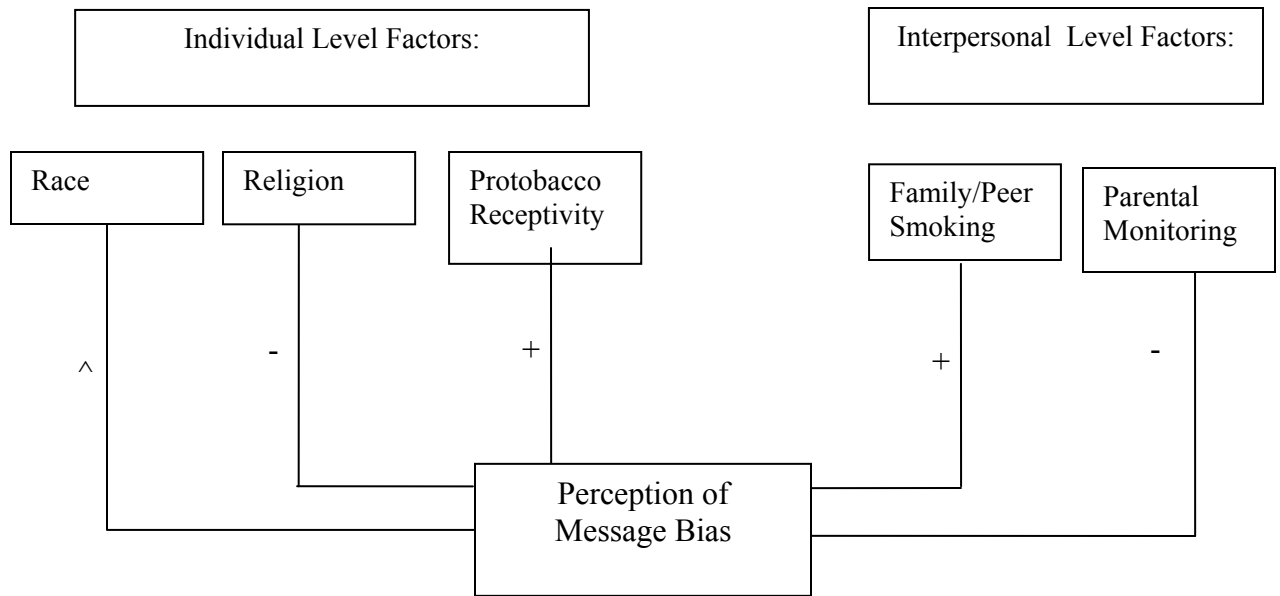 Individual Level Factors:
Interpersonal Level Factors:
Race
Religion
Protobacco
Receptivity
Family/Peer
Smoking
Parental
Monitoring
^
-
+
+
-
Perception of
Message Bias